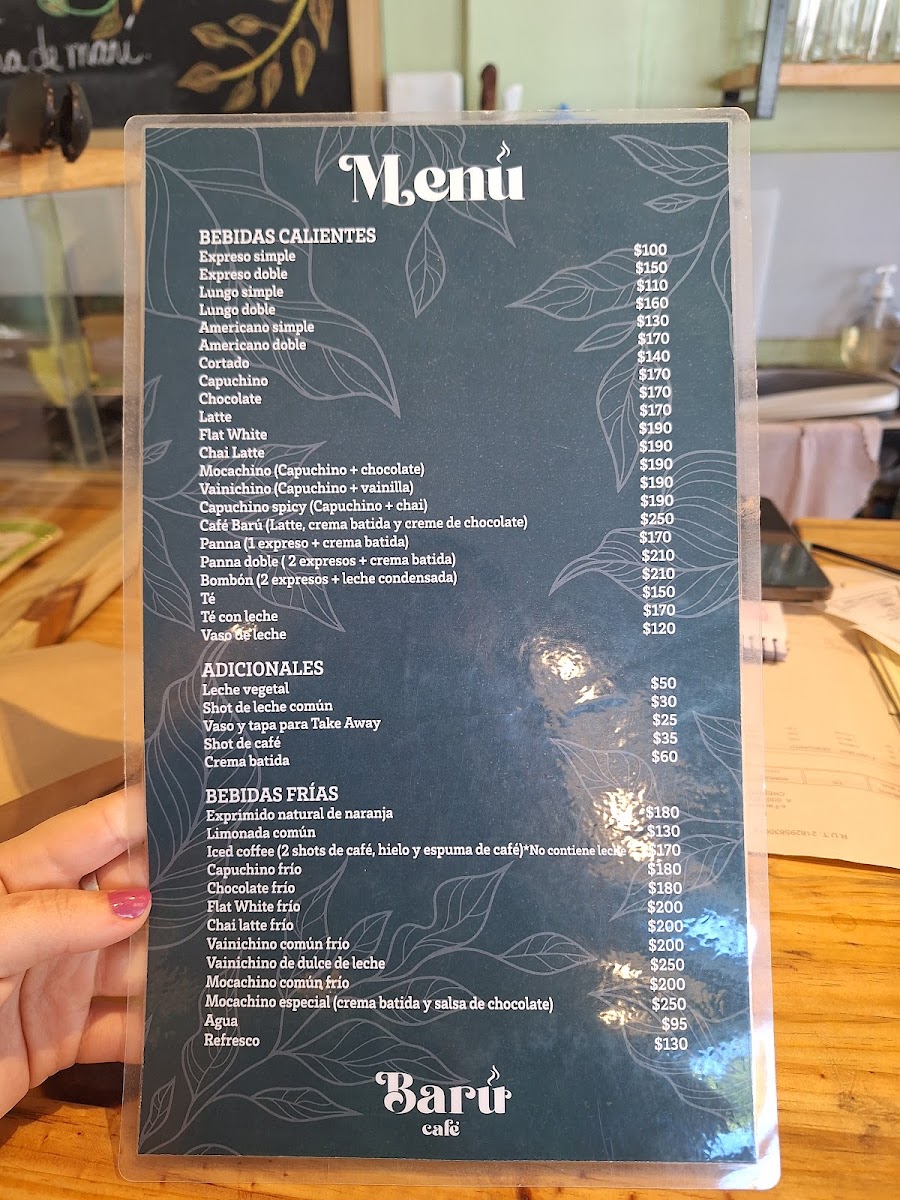 na de maní.
Menú
BEBIDAS CALIENTES
Expreso simple $100
Expreso doble $150
Lungo simple $110
Lungo doble $160
Americano simple $130
Americano doble $170
Cortado $140
Capuchino $170
Chocolate $170
Latte $170
Flat White $190
Chai Latte $190
Mocachino (Capuchino + chocolate) $190
Vainichino (Capuchino + vainilla) $190
Capuchino spicy (Capuchino + chai) $190
Café Barú (Latte, crema batida y creme de chocolate) $250
Panna (1 expreso + crema batida) $170
Panna doble ( 2 expresos + crema batida) $210
Bombón (2 expresos + leche condensada) $210
Té $150
Té con leche $170
Vaso de leche $120
ADICIONALES
Leche vegetal $50
Shot de leche común $30
Vaso y tapa para Take Away $25
Shot de café $35
Crema batida $60
BEBIDAS FRÍAS
Exprimido natural de naranja $180
Limonada común $130
Iced coffee (2 shots de café, hielo y espuma de café)*No contiene leche $170
Capuchino frío $180
Chocolate frío $180
Flat White frío $200
Chai latte frío $200
Vainichino común frío $200
Vainichino de dulce de leche $250
Mocachino común frío $200
Mocachino especial (crema batida y salsa de chocolate) $250
Agua $95
Refresco $130
Barú
café